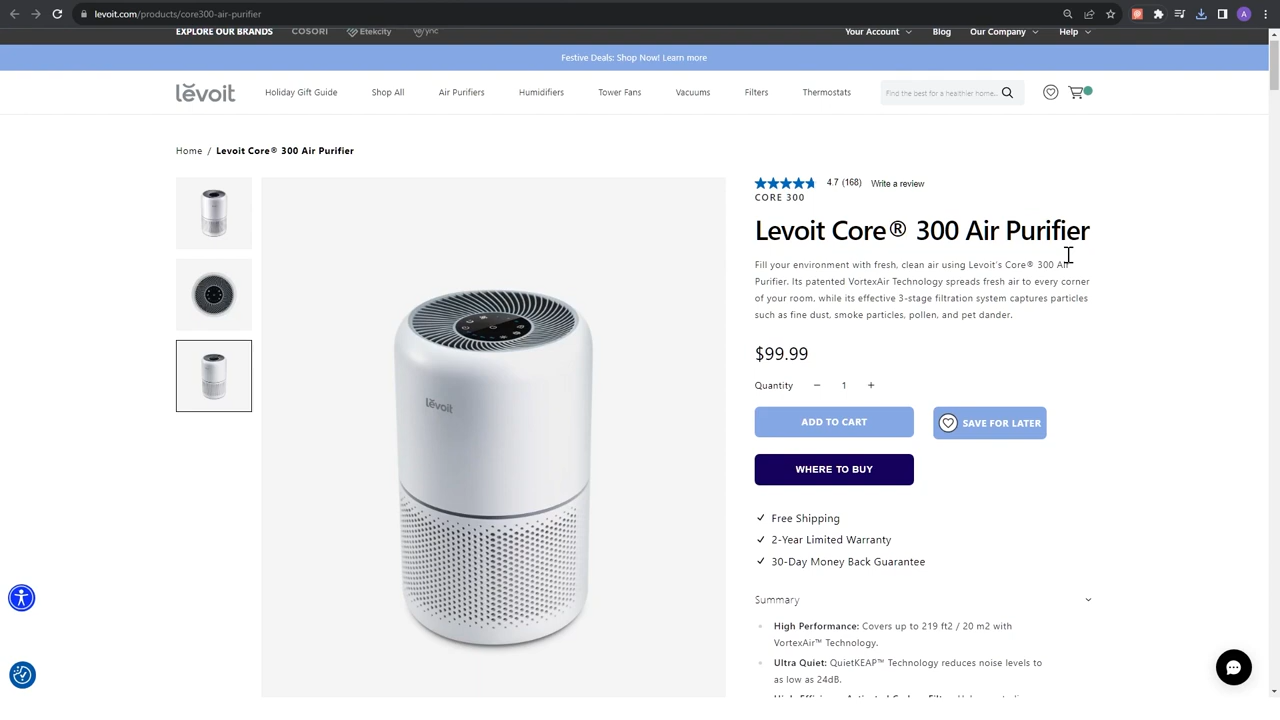 levoit.com/products/core300-air-purifier
A
EXPLORE OUR BRANDS COSORI Etekcity
Your Account Blog Our Company Help
Festive Deals: Shop Now! Learn more
levoit Holiday Gift Guide Shop All Air Purifiers Humidifiers Tower Fans Vacuums Filters Thermostats Find the best for a healthier home...
Home / Levoit Core® 300 Air Purifier
4.7 (168) Write a review
CORE 300
Levoit Core® 300 Air Purifier
Fill your environment with fresh, clean air using Levoit's Core® 300 Air
Purifier. Its patented VortexAir Technology spreads fresh air to every corner
of your room, while its effective 3-stage filtration system captures particles
such as fine dust, smoke particles, pollen, and pet dander.
$99.99
Quantity − 1 +
ADD TO CART SAVE FOR LATER
WHERE TO BUY
Free Shipping
2-Year Limited Warranty
30-Day Money Back Guarantee
Summary
High Performance: Covers up to 219 ft2 / 20 m2 with
VortexAir™ Technology.
Ultra Quiet: QuietKEAP™ Technology reduces noise levels to
as low as 24dB.
levoit